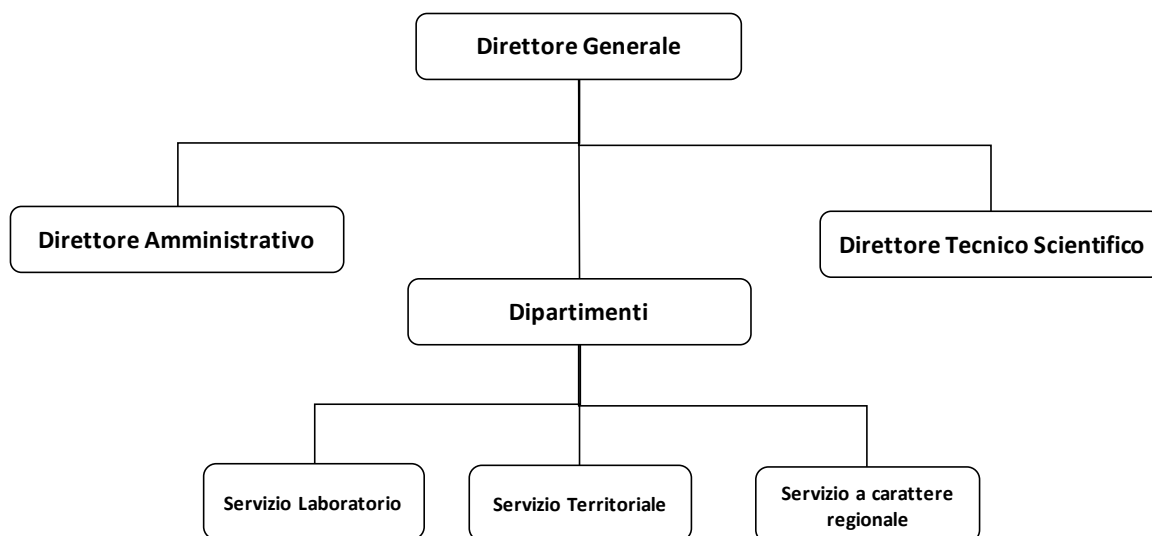 Direttore Generale
Direttore Amministrativo
Direttore Tecnico Scientifico
Dipartimenti
Servizio Laboratorio
Servizio Territoriale
Servizio a carattere
regionale